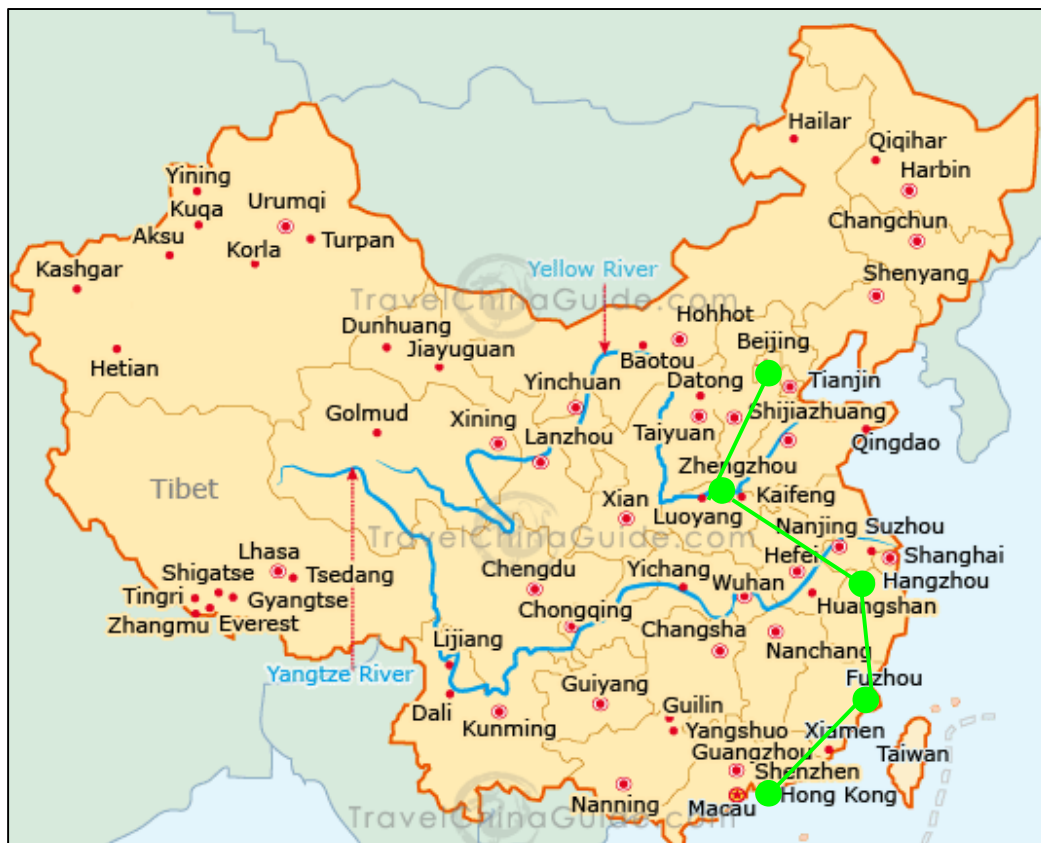 Hailar
Qiqihar
Harbin
Yining
Urumqi
Kuqa
Changchun
Aksu
Korla
Turpan
Kashgar
Yellow River
Shenyang
TravelChinaGuide.com
Hohhot
Dunhuang
Beijing
Jiayuguan
Baotou
Hetian
Yinchuan
Datong
Tianjin
Golmud
Xining
Shijiazhuang
Lanzhou
Taiyuan
Qingdao
Zhengzhou
Tibet
Xian
Kaifeng
Luoyang
TravelChinaGuide.com
Nanjing
Suzhou
Lhasa
Hefei
Shanghai
Shigatse
Tsedang
Chengdu
Yichang
Wuhan
Hangzhou
Tingri
Gyangtse
Huangshan
Zhangmu
Everest
Chongqing
Changsha
Lijiang
Nanchang
Yangtze River
Fuzhou
Guiyang
Guilin
Dali
Kunming
Yangshuo
Xiamen
Guangzhou
Taiwan
Shenzhen
Nanning
Macau
Hong Kong
TravelChinaGuide.com